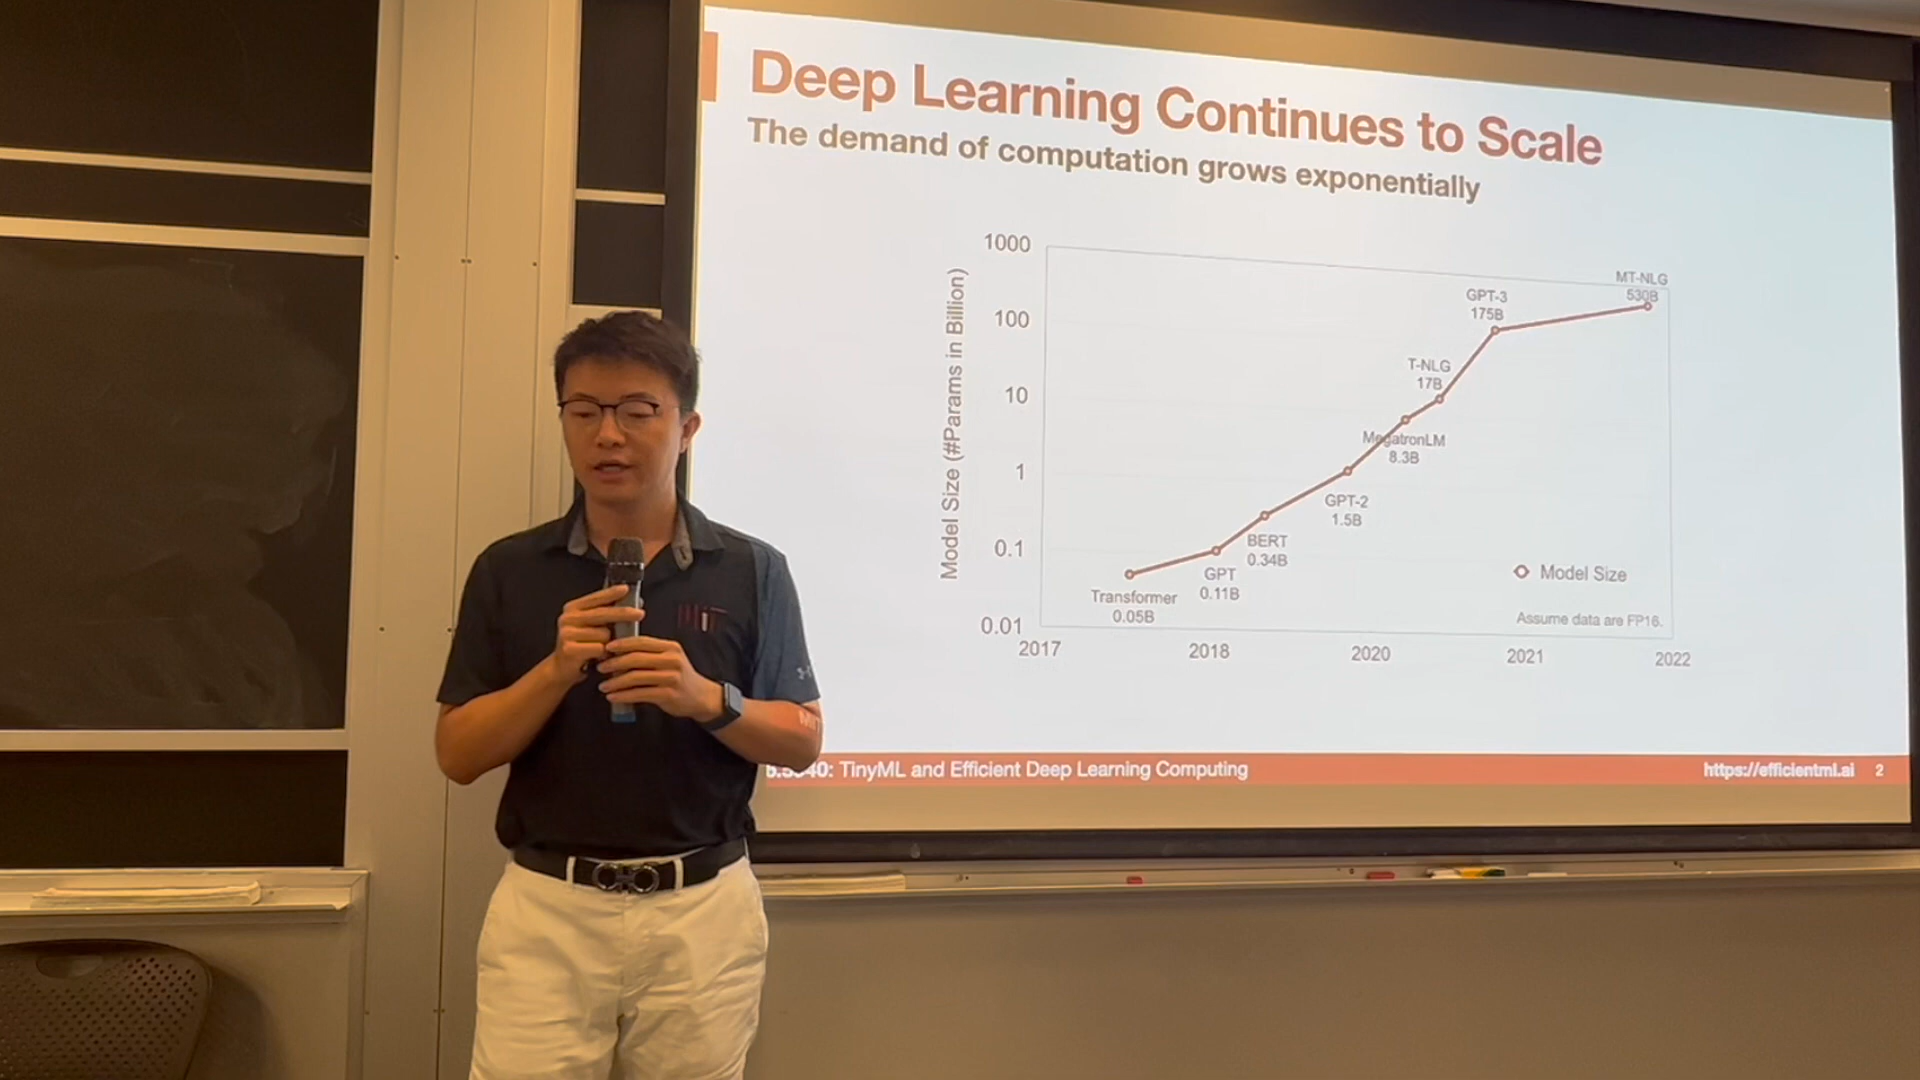 Deep Learning Continues to Scale
The demand of computation grows exponentially
Model Size (#Params in Billion)
1000
100
10
1
0.1
0.01
2017
2018
2020
2021
2022
Transformer
0.05B
GPT
0.11B
BERT
0.34B
GPT-2
1.5B
MegatronLM
8.3B
T-NLG
17B
GPT-3
175B
MT-NLG
530B
Model Size
Assume data are FP16.
MIT
TinyML and Efficient Deep Learning Computing
https://efficientml.ai
2